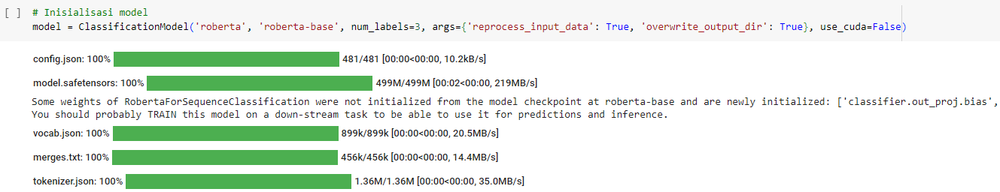 [ ] # Inisialisasi model
model = ClassificationModel('roberta', 'roberta-base', num_labels=3, args={'reprocess_input_data': True, 'overwrite_output_dir': True}, use_cuda=False)
config.json: 100% 481/481 [00:00<00:00, 10.2kB/s]
model.safetensors: 100% 499M/499M [00:02<00:00, 219MB/s]
Some weights of RobertaForSequenceClassification were not initialized from the model checkpoint at roberta-base and are newly initialized: ['classifier.out_proj.bias',
You should probably TRAIN this model on a down-stream task to be able to use it for predictions and inference.
vocab.json: 100% 899k/899k [00:00<00:00, 20.5MB/s]
merges.txt: 100% 456k/456k [00:00<00:00, 14.4MB/s]
tokenizer.json: 100% 1.36M/1.36M [00:00<00:00, 35.0MB/s]